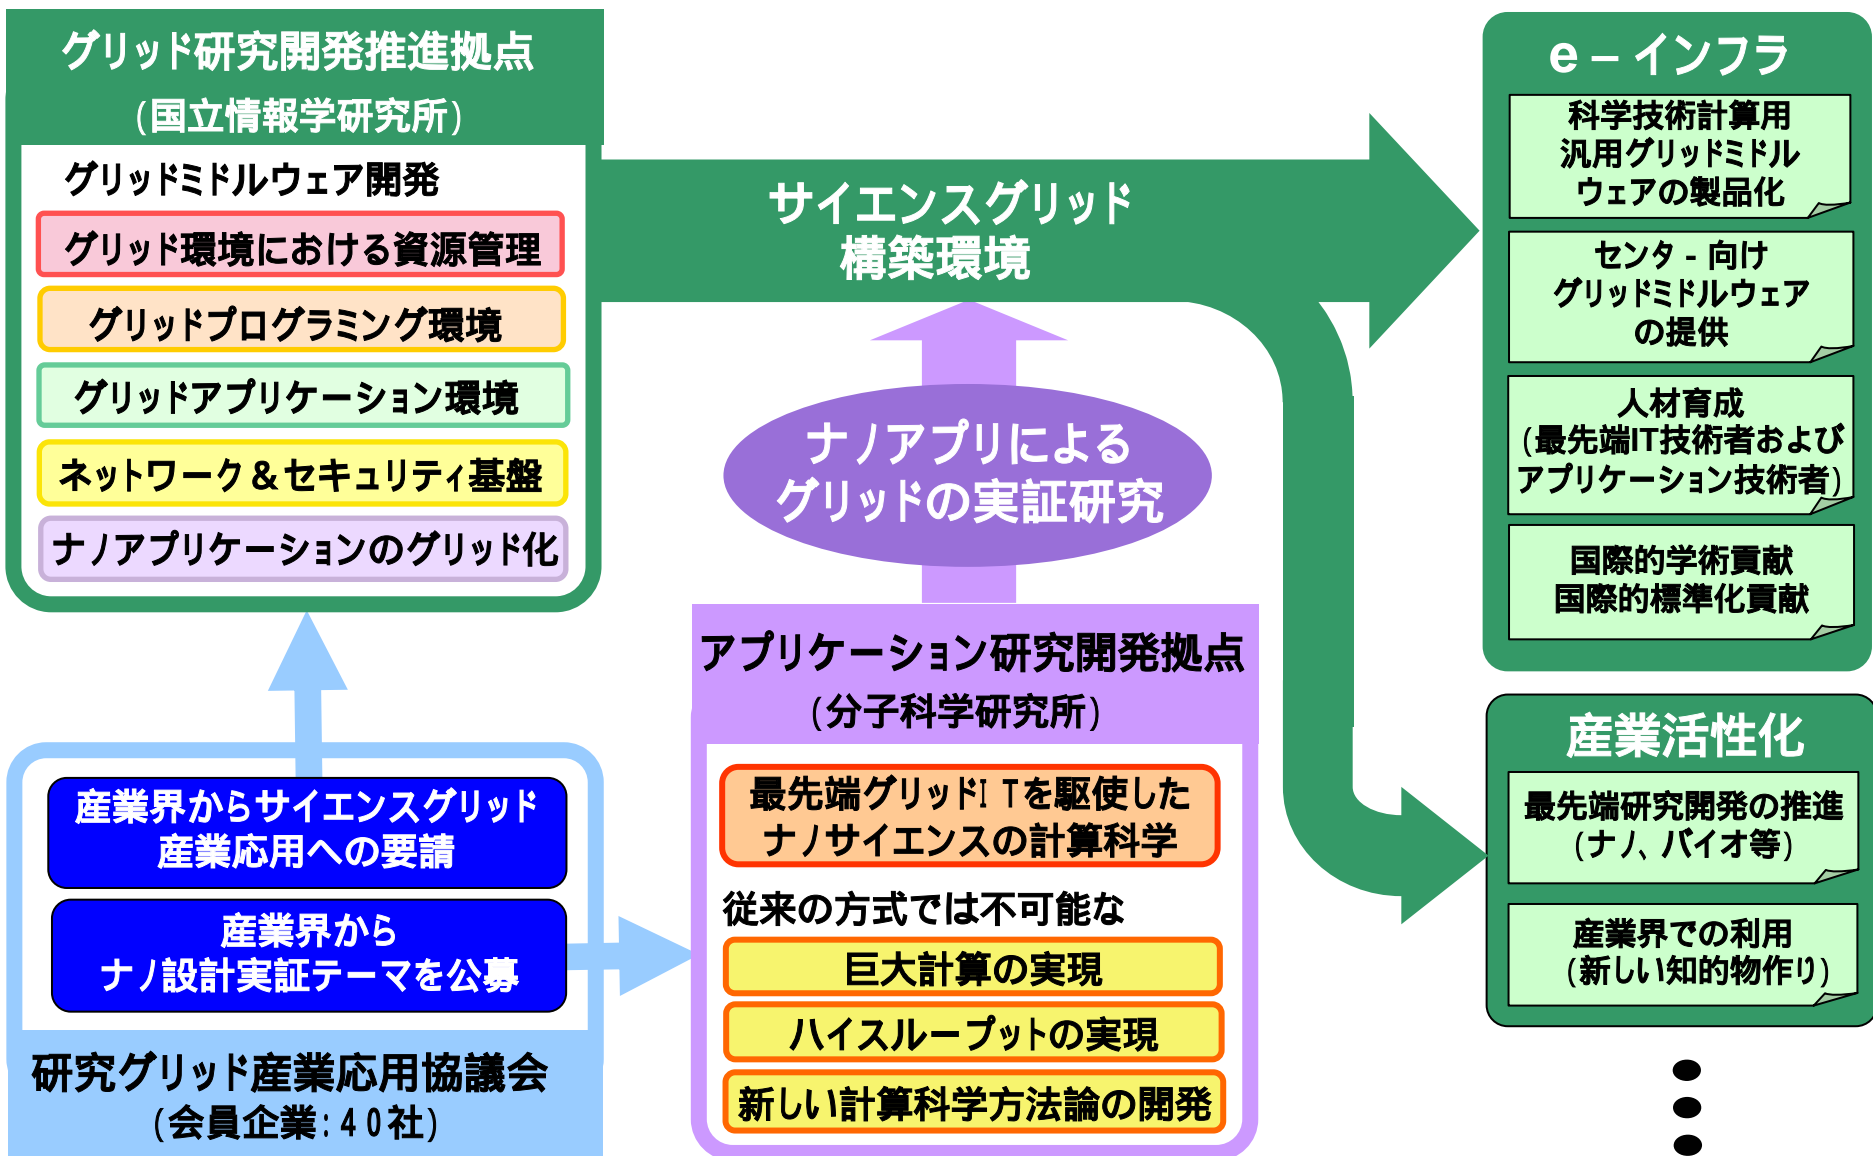 グリッド研究開発推進拠点
(国立情報学研究所)
グリッドミドルウェア開発
グリッド環境における資源管理
グリッドプログラミング環境
グリッドアプリケーション環境
ネットワーク＆セキュリティ基盤
ナノアプリケーションのグリッド化
サイエンスグリッド
構築環境
ナノアプリによる
グリッドの実証研究
アプリケーション研究開発拠点
(分子科学研究所)
最先端グリッドＩＴを駆使した
ナノサイエンスの計算科学
従来の方式では不可能な
巨大計算の実現
ハイスループットの実現
新しい計算科学方法論の開発
産業界からサイエンスグリッド
産業応用への要請
産業界から
ナノ設計実証テーマを公募
研究グリッド産業応用協議会
(会員企業:４０社)
e－インフラ
科学技術計算用
汎用グリッドミドル
ウェアの製品化
センタ-向け
グリッドミドルウェア
の提供
人材育成
(最先端IT技術者および
アプリケーション技術者)
国際的学術貢献
国際的標準化貢献
産業活性化
最先端研究開発の推進
(ナノ、バイオ等)
産業界での利用
(新しい知的物作り)